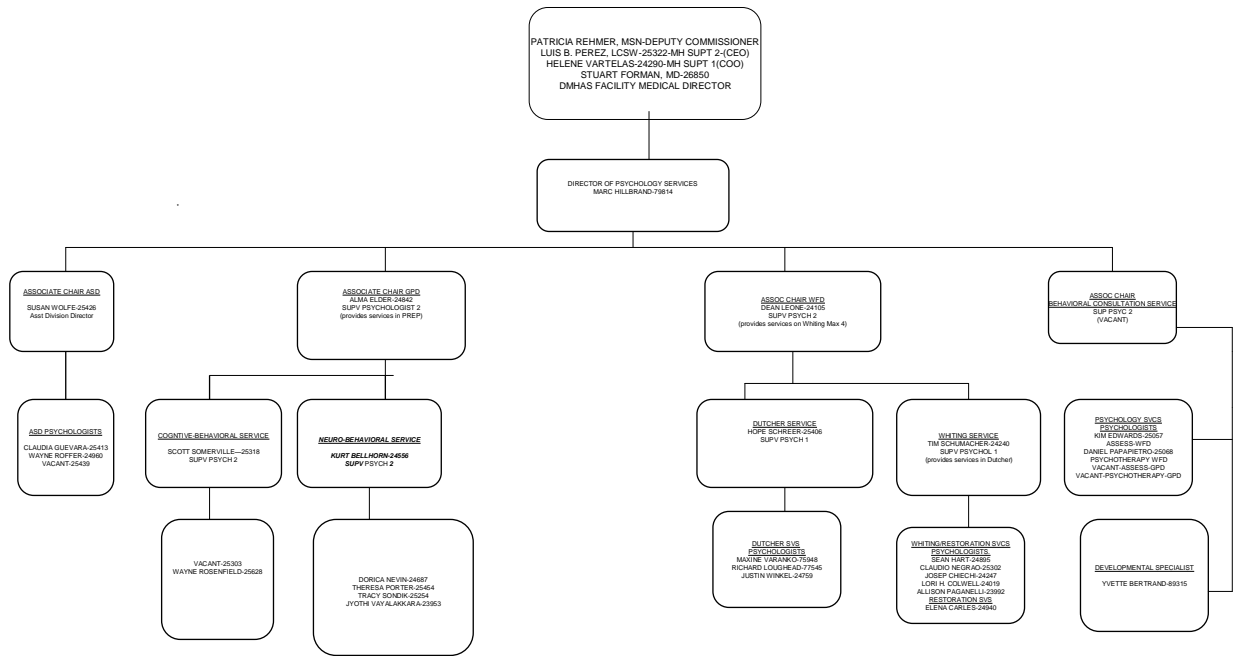 PATRICIA REHMER, MSN-DEPUTY COMMISSIONER
LUIS B. PEREZ, LCSW-25322-MH SUPT 2-(CEO)
HELENE VARTELAS-24290-MH SUPT 1(COO)
STUART FORMAN, MD-26850
DMHAS FACILITY MEDICAL DIRECTOR
DIRECTOR OF PSYCHOLOGY SERVICES
MARC HILLBRAND-79814
ASSOCIATE CHAIR ASD
SUSAN WOLFE-25426
Asst Division Director
ASSOCIATE CHAIR GPD
ALMA ELDER-24842
SUPV PSYCHOLOGIST 2
(provides services in PREP)
ASSOC CHAIR WFD
DEAN LEONE-24105
SUPV PSYCH 2
(provides services on Whiting Max 4)
ASSOC CHAIR
BEHAVIORAL CONSULTATION SERVICE
SUP PSYC 2
(VACANT)
ASD PSYCHOLOGISTS
CLAUDIA GUEVARA-25413
WAYNE ROFFER-24960
VACANT-25439
COGNTIVE-BEHAVIORAL SERVICE
SCOTT SOMERVILLE—25318
SUPV PSYCH 2
NEURO-BEHAVIORAL SERVICE
KURT BELLHORN-24556
SUPV PSYCH 2
DUTCHER SERVICE
HOPE SCHREER-25406
SUPV PSYCH 1
WHITING SERVICE
TIM SCHUMACHER-24240
SUPV PSYCHOL 1
(provides services in Dutcher)
PSYCHOLOGY SVCS
PSYCHOLOGISTS
KIM EDWARDS-25057
ASSESS-WFD
DANIEL PAPAPIETRO-25068
PSYCHOTHERAPY WFD
VACANT-ASSESS-GPD
VACANT-PSYCHOTHERAPY-GPD
VACANT-25303
WAYNE ROSENFIELD-25628
DORICA NEVIN-24687
THERESA PORTER-25454
TRACY SONDIK-25254
JYOTHI VAYALAKKARA-23953
DUTCHER SVS
PSYCHOLOGISTS
MAXINE VARANKO-75948
RICHARD LOUGHEAD-77545
JUSTIN WINKEL-24759
WHITING/RESTORATION SVCS
PSYCHOLOGISTS
SEAN HART-24895
CLAUDIO NEGRAO-25302
JOSEP CHIECHI-24247
LORI H. COLWELL-24019
ALLISON PAGANELLI-23992
RESTORATION SVS
ELENA CARLES-24940
DEVELOPMENTAL SPECIALIST
YVETTE BERTRAND-89315